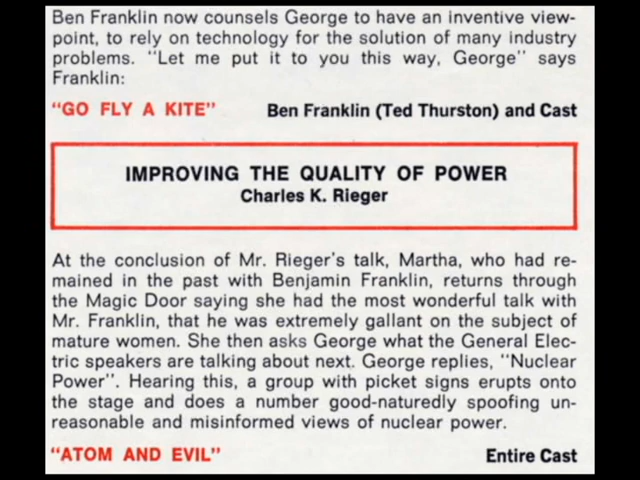 Ben Franklin now counsels George to have an inventive view-
point, to rely on technology for the solution of many industry
problems. "Let me put it to you this way, George" says
Franklin:
"GO FLY A KITE" Ben Franklin (Ted Thurston) and Cast
IMPROVING THE QUALITY OF POWER
Charles K. Rieger
At the conclusion of Mr. Rieger's talk, Martha, who had re-
mained in the past with Benjamin Franklin, returns through
the Magic Door saying she had the most wonderful talk with
Mr. Franklin, that he was extremely gallant on the subject of
mature women. She then asks George what the General Elec-
tric speakers are talking about next. George replies, "Nuclear
Power". Hearing this, a group with picket signs erupts onto
the stage and does a number good-naturedly spoofing un-
reasonable and misinformed views of nuclear power.
"ATOM AND EVIL" Entire Cast